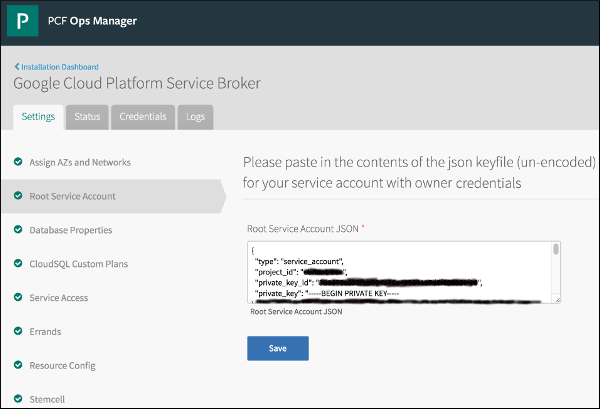 P PCF Ops Manager
Installation Dashboard
Google Cloud Platform Service Broker
Settings Status Credentials Logs
Assign AZs and Networks
Root Service Account
Database Properties
CloudSQL Custom Plans
Service Access
Errands
Resource Config
Stemcell
Please paste in the contents of the json keyfile (un-encoded)
for your service account with owner credentials
Root Service Account JSON *
{
"type": "service_account",
"project_id": " ",
"private_key_id": " ",
"private_key": "-----BEGIN PRIVATE KEY-----
Root Service Account JSON
Save